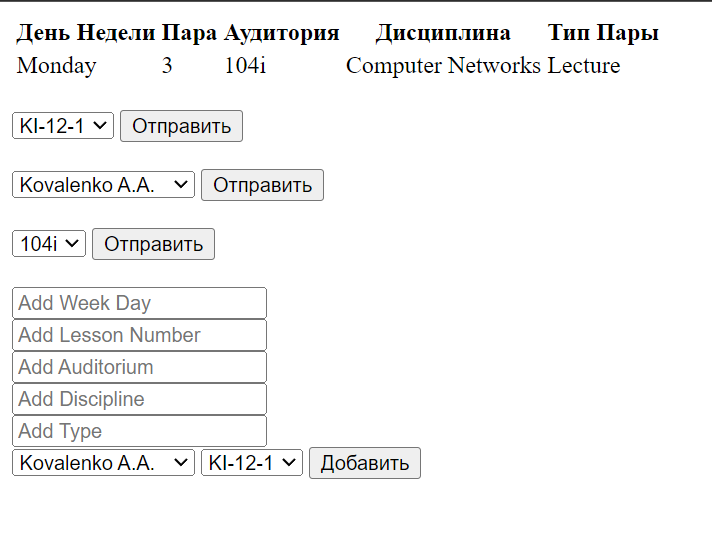 День Недели Пара Аудитория Дисциплина Тип Пары
Monday 3 104i Computer Networks Lecture
KI-12-1 Отправить
Kovalenko A.A. Отправить
104i Отправить
Add Week Day
Add Lesson Number
Add Auditorium
Add Discipline
Add Type
Kovalenko A.A. KI-12-1 Добавить